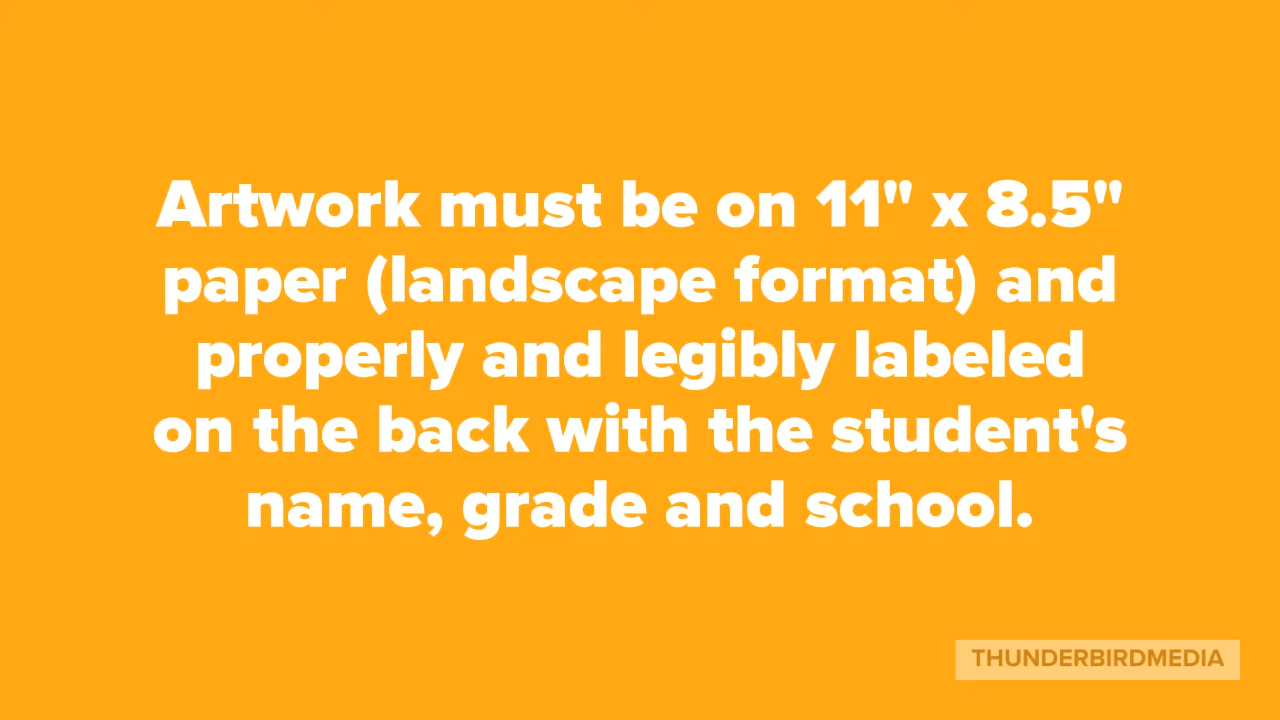 Artwork must be on 11" x 8.5"
paper (landscape format) and
properly and legibly labeled
on the back with the student's
name, grade and school.
THUNDERBIRDMEDIA